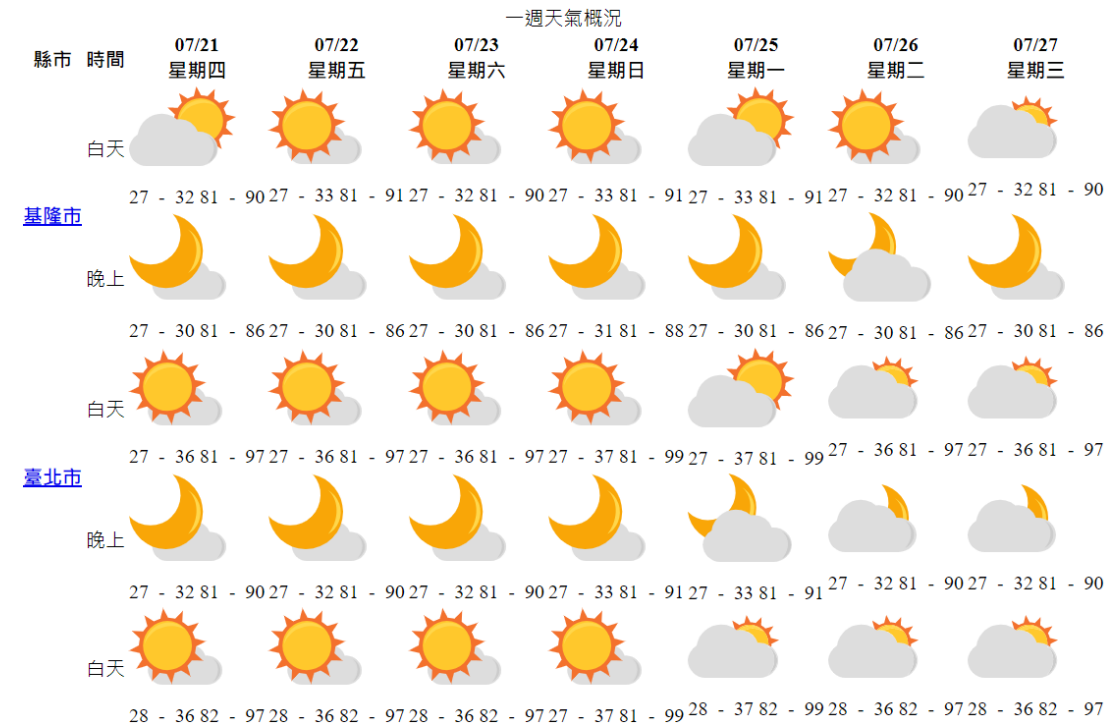 一週天氣概況
縣市 時間 07/21 星期四 07/22 星期五 07/23 星期六 07/24 星期日 07/25 星期一 07/26 星期二 07/27 星期三
基隆市
白天
27 - 32 81 - 90 27 - 33 81 - 91 27 - 32 81 - 90 27 - 33 81 - 91 27 - 33 81 - 91 27 - 32 81 - 90 27 - 32 81 - 90
晚上
27 - 30 81 - 86 27 - 30 81 - 86 27 - 30 81 - 86 27 - 31 81 - 88 27 - 30 81 - 86 27 - 30 81 - 86 27 - 30 81 - 86
臺北市
白天
27 - 36 81 - 97 27 - 36 81 - 97 27 - 36 81 - 97 27 - 37 81 - 99 27 - 37 81 - 99 27 - 36 81 - 97 27 - 36 81 - 97
晚上
27 - 32 81 - 90 27 - 32 81 - 90 27 - 32 81 - 90 27 - 33 81 - 91 27 - 33 81 - 91 27 - 32 81 - 90 27 - 32 81 - 90
白天
28 - 36 82 - 97 28 - 36 82 - 97 28 - 36 82 - 97 27 - 37 81 - 99 28 - 37 82 - 99 28 - 36 82 - 97 28 - 36 82 - 97